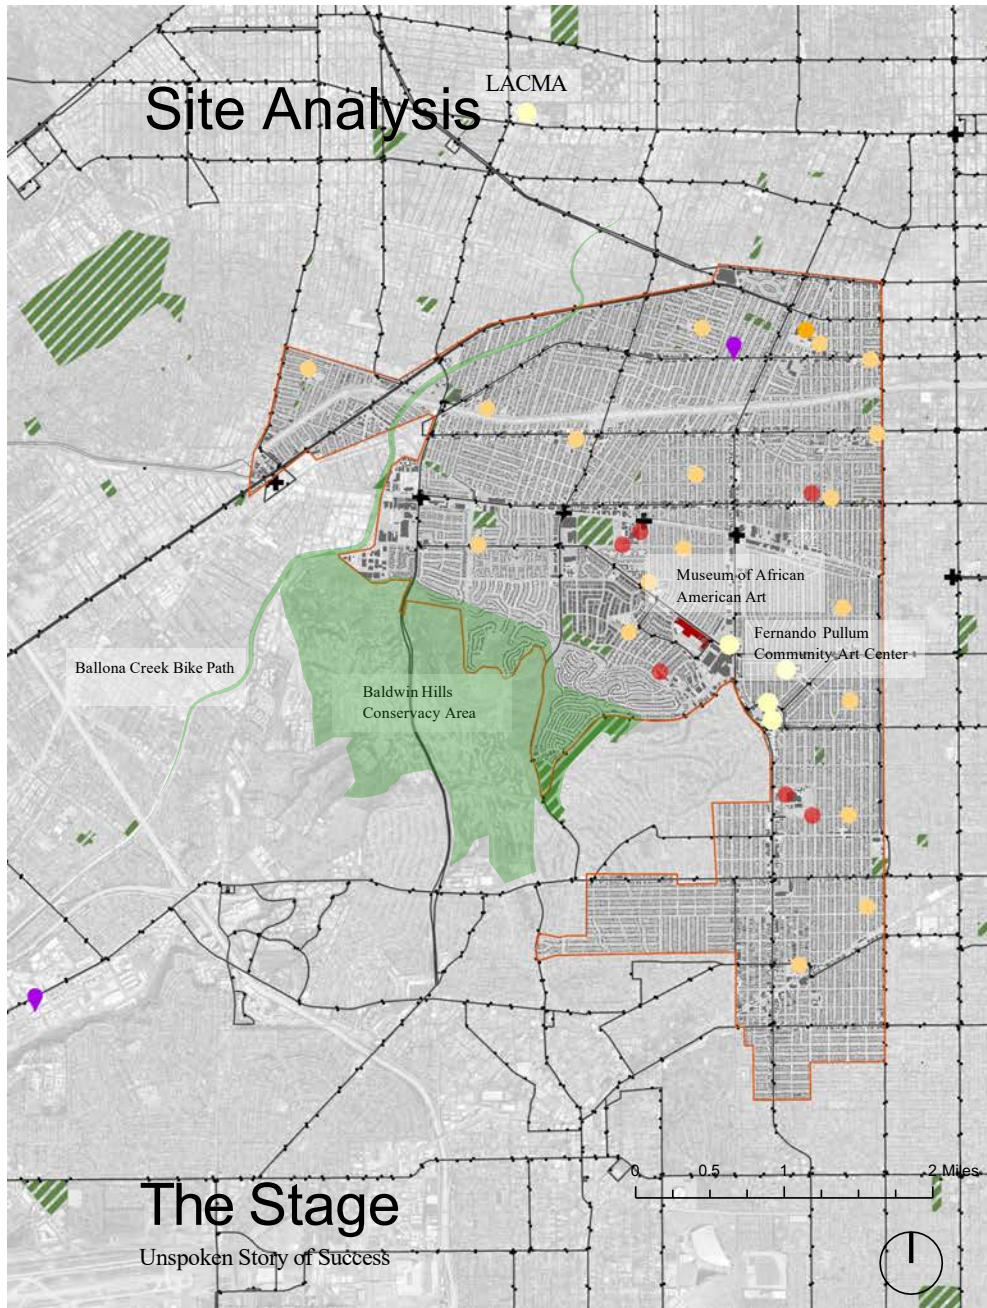 LACMA
Site Analysis
Museum of African
American Art
Fernando Pullum
Community Art Center
Ballona Creek Bike Path
Baldwin Hills
Conservacy Area
0 0.5 1 2 Miles
The Stage
Unspoken Story of Success